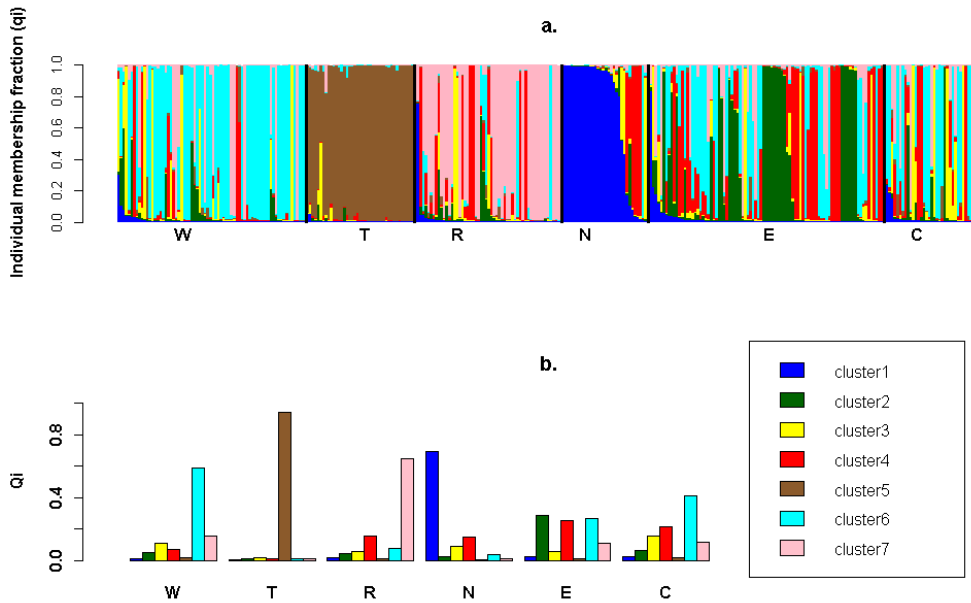 a.
Individual membership fraction (qi)
0.0 0.2 0.4 0.6 0.8 1.0
W T R N E C
b.
Qi
0.0 0.4 0.8
W T R N E C
cluster1
cluster2
cluster3
cluster4
cluster5
cluster6
cluster7